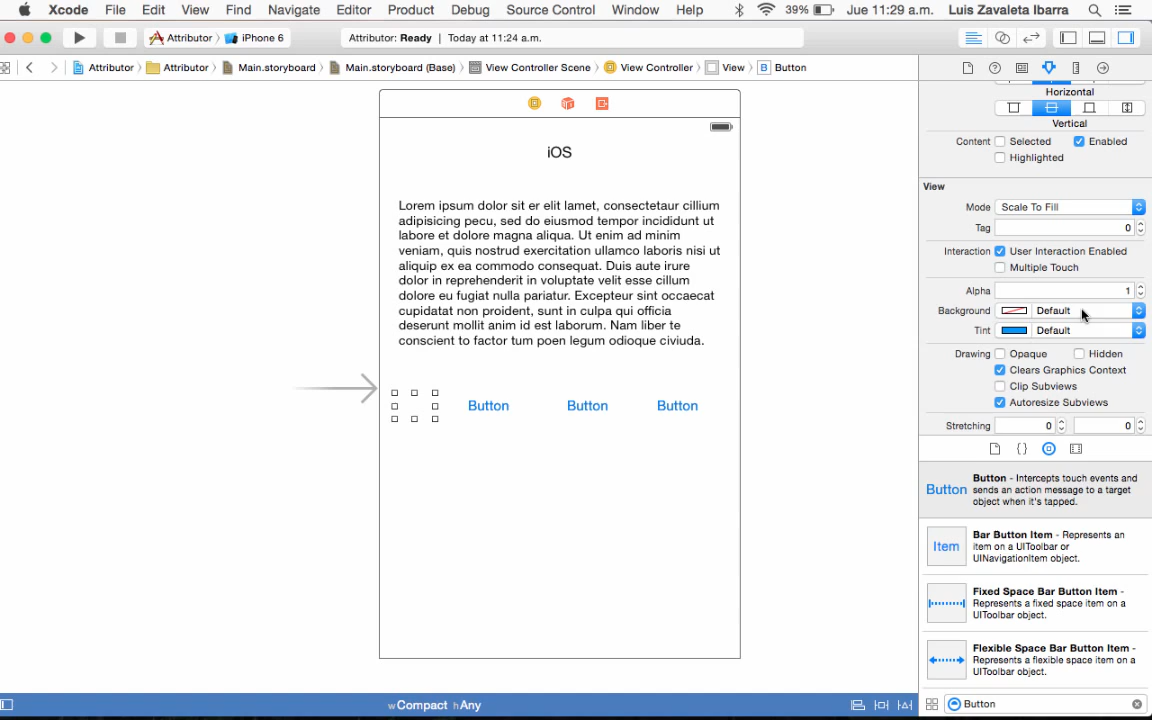 Xcode File Edit View Find Navigate Editor Product Debug Source Control Window Help 39% Jue 11:29 a.m. Luis Zavaleta Ibarra
Attributor iPhone 6 Attributor: Ready | Today at 11:24 a.m.
Attributor Attributor Main.storyboard Main.storyboard (Base) View Controller Scene View Controller View B Button
Horizontal
Vertical
Content Selected Enabled
Highlighted
View
Mode Scale To Fill
Tag 0
Interaction User Interaction Enabled
Multiple Touch
Alpha 1
Background Default
Tint Default
Drawing Opaque Hidden
Clears Graphics Context
Clip Subviews
Autoresize Subviews
Stretching 0 0
iOS
Lorem ipsum dolor sit er elit lamet, consectetaur cillium
adipisicing pecu, sed do eiusmod tempor incididunt ut
labore et dolore magna aliqua. Ut enim ad minim
veniam, quis nostrud exercitation ullamco laboris nisi ut
aliquip ex ea commodo consequat. Duis aute irure
dolor in reprehenderit in voluptate velit esse cillum
dolore eu fugiat nulla pariatur. Excepteur sint occaecat
cupidatat non proident, sunt in culpa qui officia
deserunt mollit anim id est laborum. Nam liber te
conscient to factor tum poen legum odioque civiuda.
Button Button Button
Button Button - Intercepts touch events and
sends an action message to a target
object when it's tapped.
Item Bar Button Item - Represents an
item on a UIToolbar or
UINavigationItem object.
Fixed Space Bar Button Item -
Represents a fixed space item on a
UIToolbar object.
Flexible Space Bar Button Item -
Represents a flexible space item on a
UIToolbar object.
wCompact hAny
Button